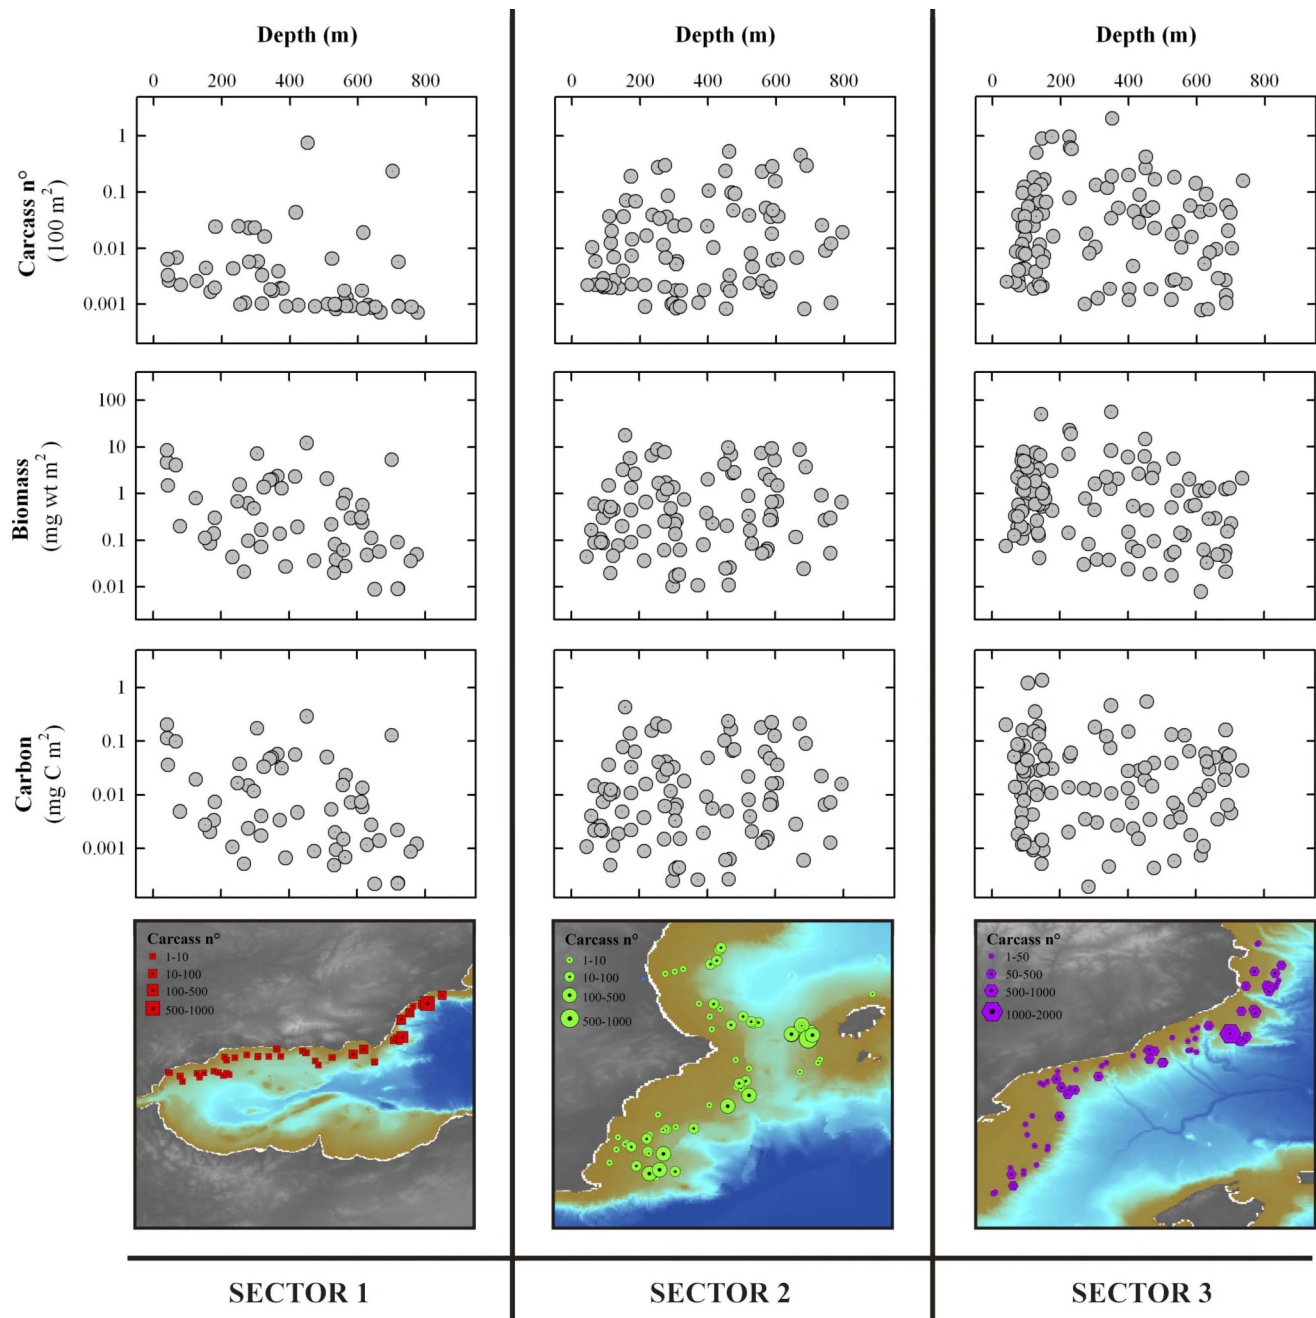 Depth (m)
Depth (m)
Depth (m)
0 200 400 600 800
0 200 400 600 800
0 200 400 600 800
Carcass n°
(100 m²)
1
0.1
0.01
0.001
Biomass
(mg wt m²)
100
10
1
0.1
0.01
Carbon
(mg C m²)
1
0.1
0.01
0.001
Carcass n°
1-10
10-100
100-500
500-1000
Carcass n°
1-10
10-100
100-500
500-1000
Carcass n°
1-50
50-500
500-1000
1000-2000
SECTOR 1
SECTOR 2
SECTOR 3